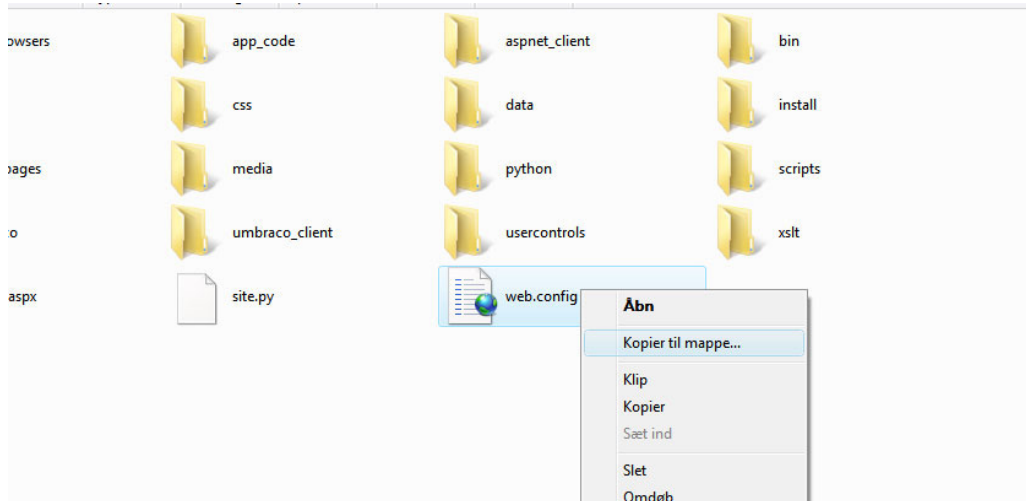 owsers app_code aspnet_client bin
css data install
pages media python scripts
co umbraco_client usercontrols xslt
aspx site.py web.config
Åbn
Kopier til mappe...
Klip
Kopier
Sæt ind
Slet
Omdøb